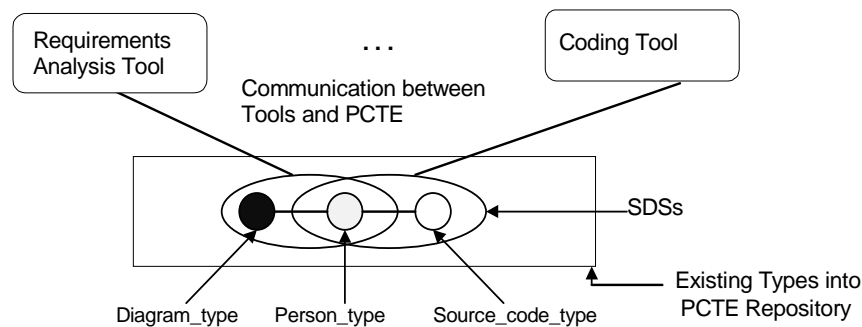 Requirements
Analysis Tool
...
Coding Tool
Communication between
Tools and PCTE
SDSs
Existing Types into
PCTE Repository
Diagram_type
Person_type
Source_code_type